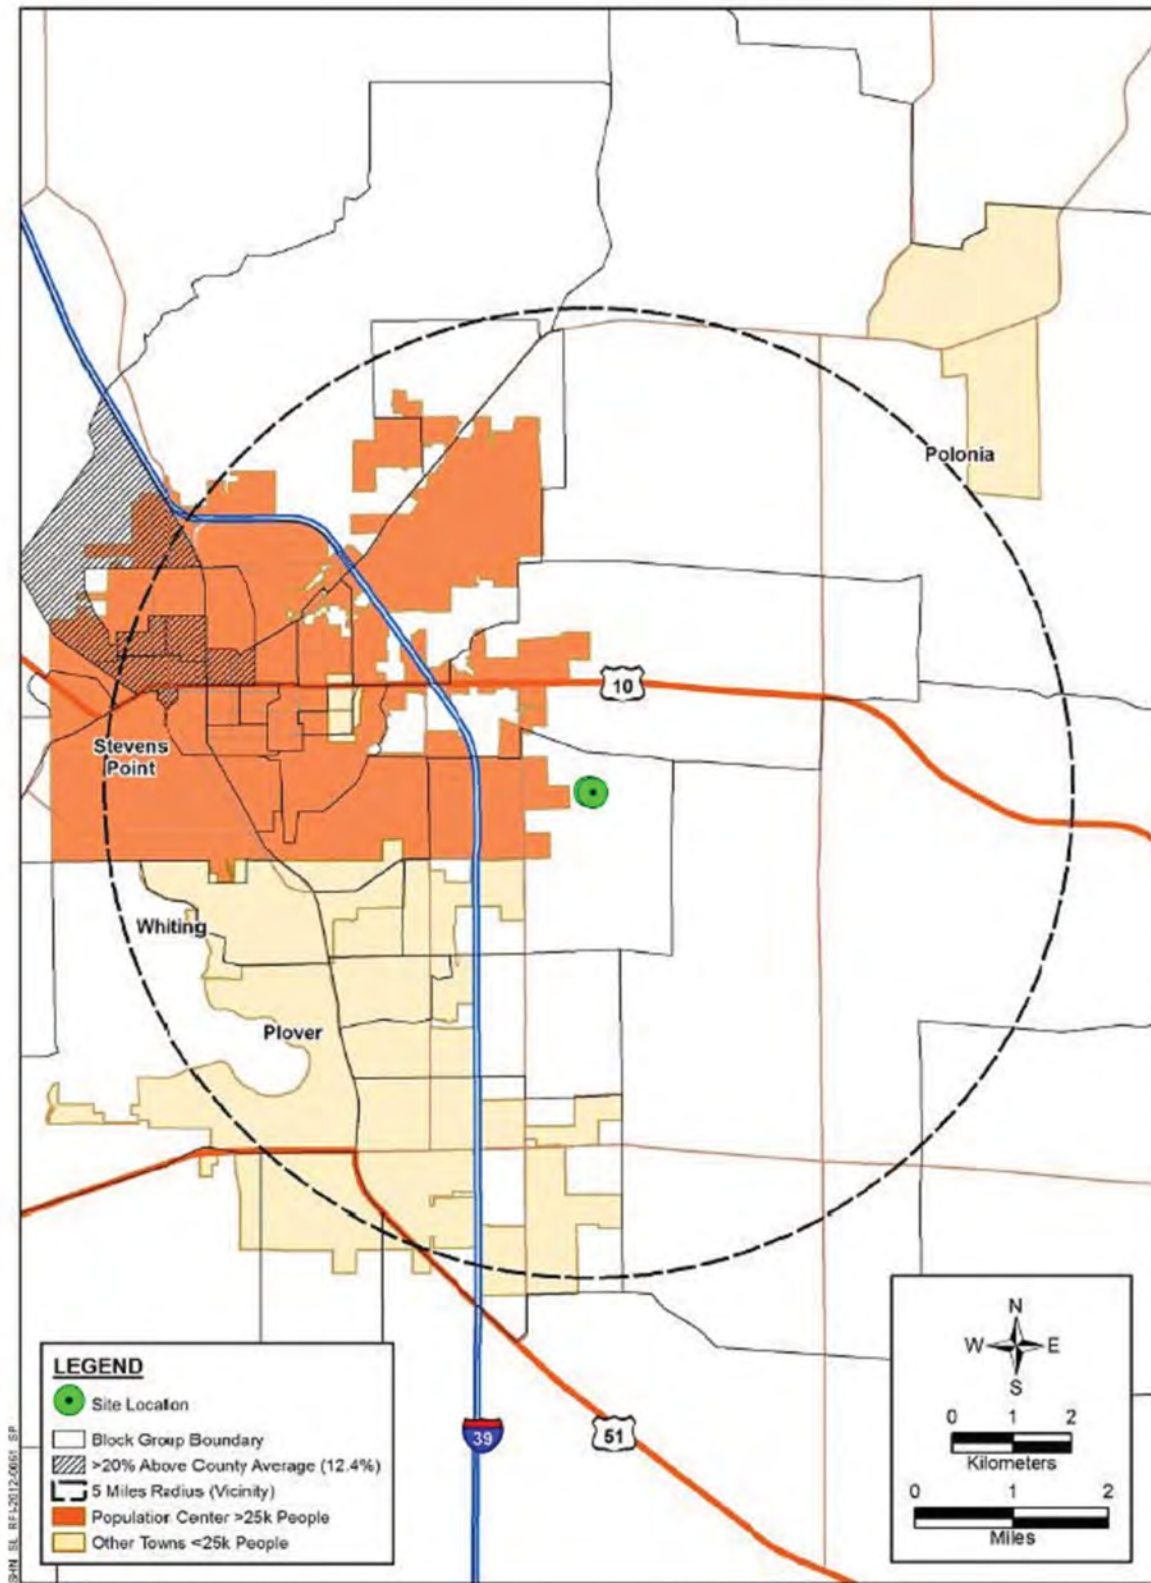 Polonia
10
Stevens
Point
Whiting
Plover
LEGEND
Site Location
Block Group Boundary
>20% Above County Average (12.4%)
5 Miles Radius (Vicinity)
Population Center >25k People
Other Towns <25k People
39
51
N
W E
S
0 1 2
Kilometers
0 1 2
Miles